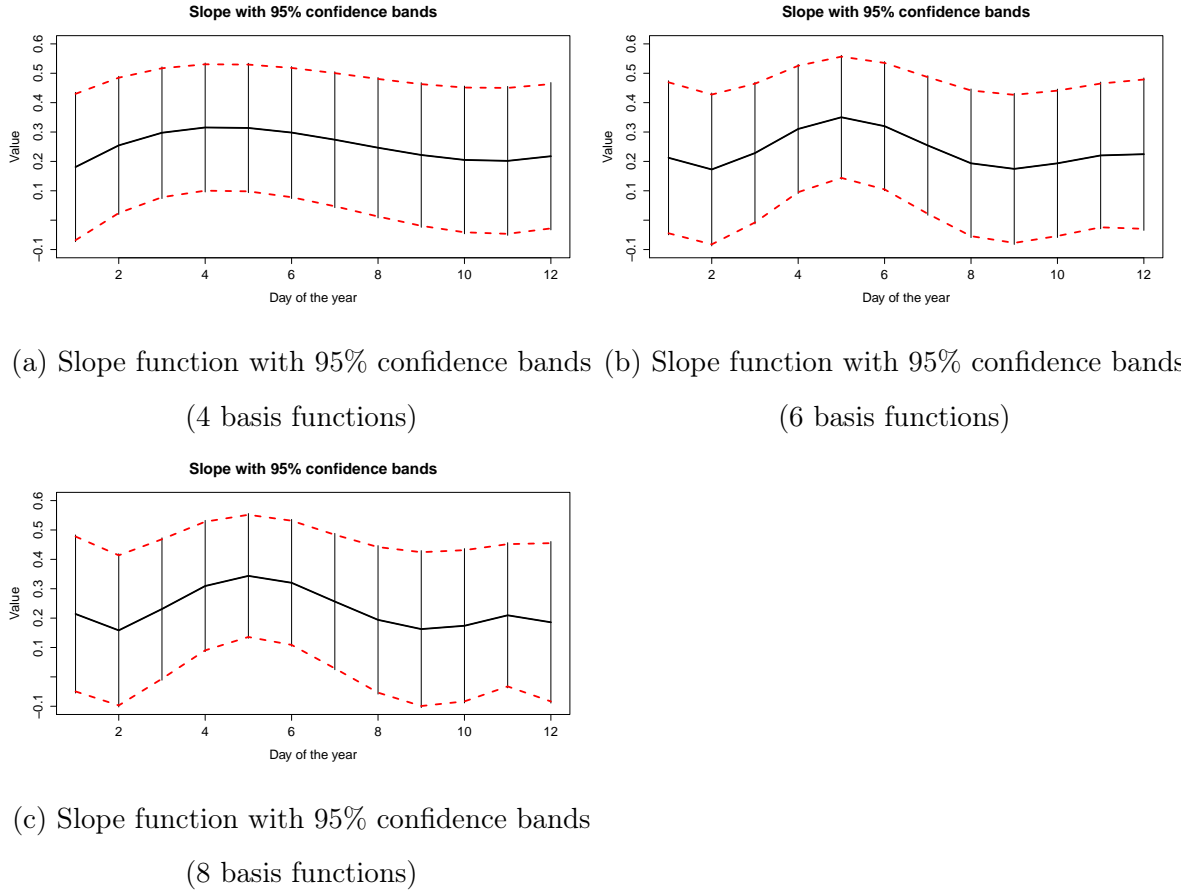 Slope with 95% confidence bands
Value
0.6
0.5
0.4
0.3
0.2
0.1
−0.1
2
4
6
8
10
12
Day of the year
Slope with 95% confidence bands
Value
0.6
0.5
0.4
0.3
0.2
0.1
−0.1
2
4
6
8
10
12
Day of the year
(a) Slope function with 95% confidence bands
(4 basis functions)
(b) Slope function with 95% confidence bands
(6 basis functions)
Slope with 95% confidence bands
Value
0.6
0.5
0.4
0.3
0.2
0.1
−0.1
2
4
6
8
10
12
Day of the year
(c) Slope function with 95% confidence bands
(8 basis functions)